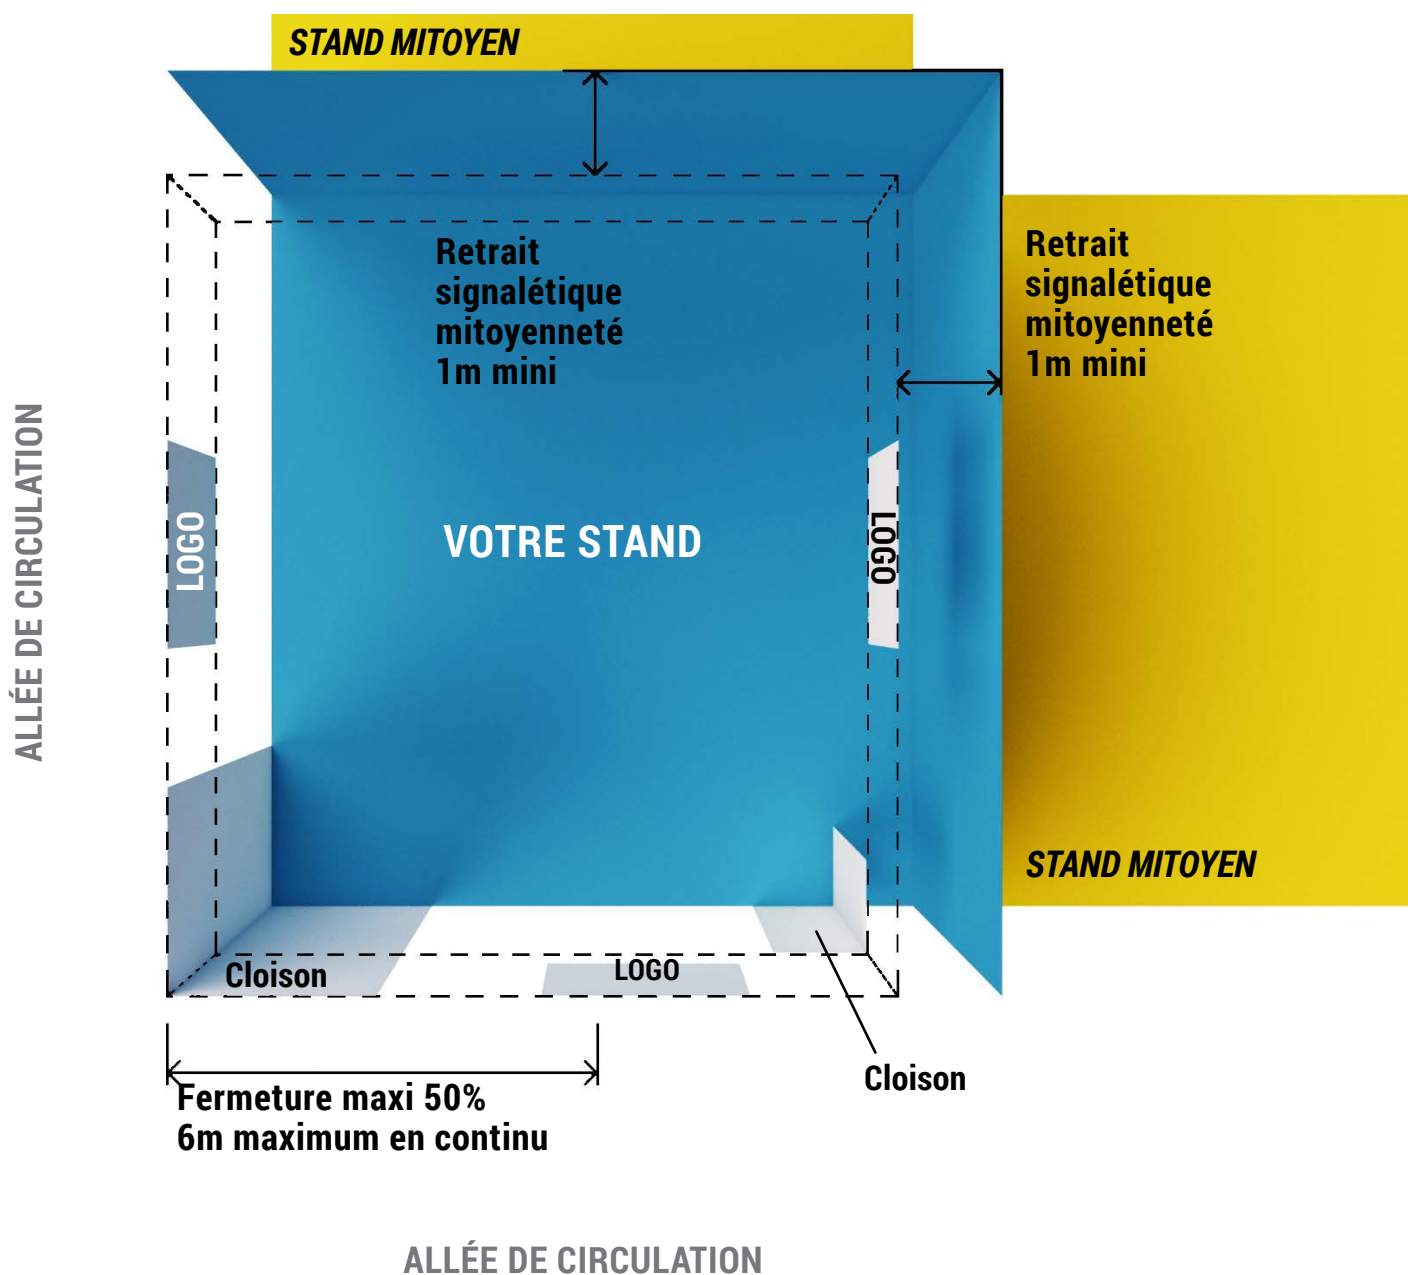 STAND MITOYEN
Retrait
signalétique
mitoyenneté
1m mini
Retrait
signalétique
mitoyenneté
1m mini
ALLÉE DE CIRCULATION
LOGO
VOTRE STAND
LOGO
STAND MITOYEN
Cloison
LOGO
Cloison
Fermeture maxi 50%
6m maximum en continu
ALLÉE DE CIRCULATION